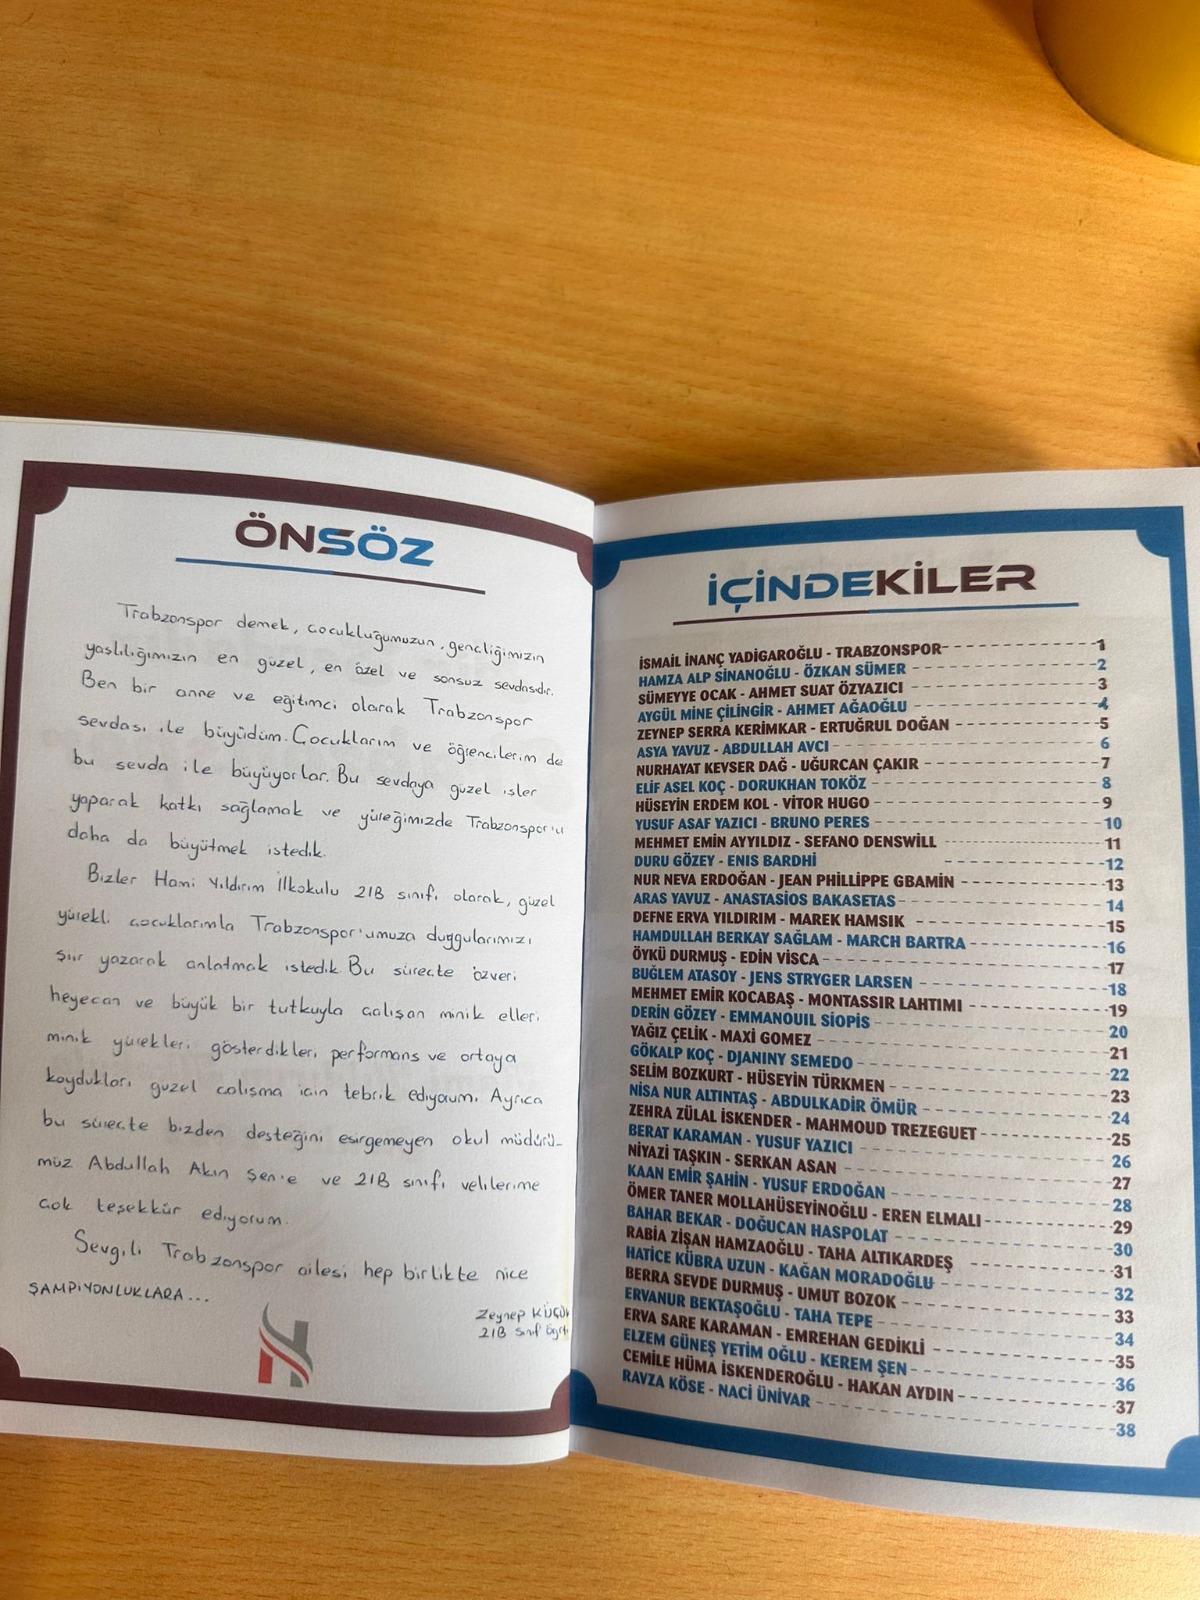 ÖNSÖZ
Trabzonspor demek, çocukluğumuzun, gençliğimizin
yaşlılığımızın en güzel, en özel ve sonsuz sevdasıdır.
Ben bir anne ve eğitimci olarak Trabzonspor
sevdası ile büyüdüm. Çocuklarım ve öğrencilerim de
bu sevda ile büyüyorlar. Bu sevdaya güzel işler
yaparak katkı sağlamak ve yüreğimizde Trabzonspor'u
daha da büyütmek istedik.
Bizler Hami Yıldırım İlkokulu 21B sınıfı olarak, güzel
yürekli çocuklarımla Trabzonspor'umuza duygularımızı
şiir yazarak anlatmak istedik. Bu süreçte özveri
heyecan ve büyük bir tutkuyla çalışan minik elleri
minik yürekleri gösterdikleri performans ve ortaya
koydukları güzel çalışma için tebrik ediyorum. Ayrıca
bu süreçte bizden desteğini esirgemeyen okul müdürü-
müz Abdullah Akın Şen'e ve 21B sınıfı velilerime
çok teşekkür ediyorum.
Sevgili Trabzonspor ailesi hep birlikte nice
ŞAMPİYONLUKLARA...
Zeynep
21B Sınıf
İÇİNDEKİLER
İSMAİL İNANÇ YADİGAROĞLU - TRABZONSPOR 1
HAMZA ALP SİNANOĞLU - ÖZKAN SÜMER 2
SÜMEYYE OCAK - AHMET SUAT ÖZYAZICI 3
AYGÜL MİNE ÇİLİNGİR - AHMET AĞAOĞLU 4
ZEYNEP SERRA KERİMKAR - ERTUĞRUL DOĞAN 5
ASYA YAVUZ - ABDULLAH AVCI 6
NURHAYAT KEVSER DAĞ - UĞURCAN ÇAKIR 7
ELİF ASEL KOÇ - DORUKHAN TOKÖZ 8
HÜSEYİN ERDEM KOL - VİTOR HUGO 9
YUSUF ASAF YAZICI - BRUNO PERES 10
MEHMET EMİN AYYILDIZ - SEFANO DENSWİLL 11
DURU GÖZEY - ENIS BARDHİ 12
NUR NEVA ERDOĞAN - JEAN PHİLLİPPE GBAMİN 13
ARAS YAVUZ - ANASTASİOS BAKASETAS 14
DEFNE ERVA YILDIRIM - MAREK HAMSIK 15
HAMDULLAH BERKAY SAĞLAM - MARCH BARTRA 16
ÖYKÜ DURMUŞ - EDIN VİSCA 17
BUĞLEM ATASOY - JENS STRYGER LARSEN 18
MEHMET EMİR KOCABAŞ - MONTASSIR LAHTIMI 19
DERİN GÖZEY - EMMANOUIL SİOPİS 20
YAĞIZ ÇELİK - MAXİ GOMEZ 21
GÖKALP KOÇ - DJANINY SEMEDO 22
SELİM BOZKURT - HÜSEYİN TÜRKMEN 23
NİSA NUR ALTINTAŞ - ABDULKADİR ÖMÜR 24
ZEHRA ZÜLAL İSKENDER - MAHMOUD TREZEGUET 25
BERAT KARAMAN - YUSUF YAZICI 26
NİYAZİ TAŞKIN - SERKAN ASAN 27
KAAN EMİR ŞAHİN - YUSUF ERDOĞAN 28
ÖMER TANER MOLLAHÜSEYİNOĞLU - EREN ELMALI 29
BAHAR BEKAR - DOĞUCAN HASPOLAT 30
RABİA ZİŞAN HAMZAOĞLU - TAHA ALTIKARDEŞ 31
HATİCE KÜBRA UZUN - KAĞAN MORADOĞLU 32
BERRA SEVDE DURMUŞ - UMUT BOZOK 33
ERVANUR BEKTAŞOĞLU - TAHA TEPE 34
ERVA SARE KARAMAN - EMREHAN GEDİKLİ 35
ELZEM GÜNEŞ YETİM OĞLU - KEREM ŞEN 36
CEMİLE HÜMA İSKENDEROĞLU - HAKAN AYDIN 37
RAVZA KÖSE - NACİ ÜNİVAR 38